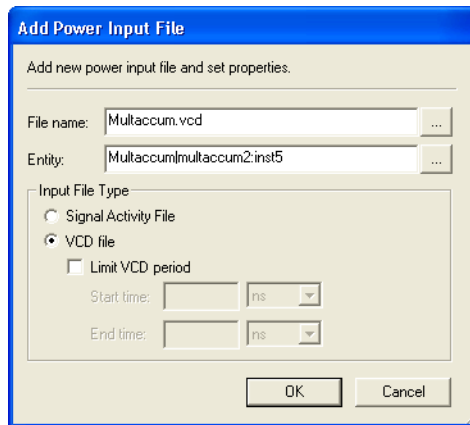 Add Power Input File
Add new power input file and set properties.
File name: Multaccum.vcd ...
Entity: Multaccum|multaccum2:inst5 ...
Input File Type
Signal Activity File
VCD file
Limit VCD period
Start time: ns
End time: ns
OK Cancel